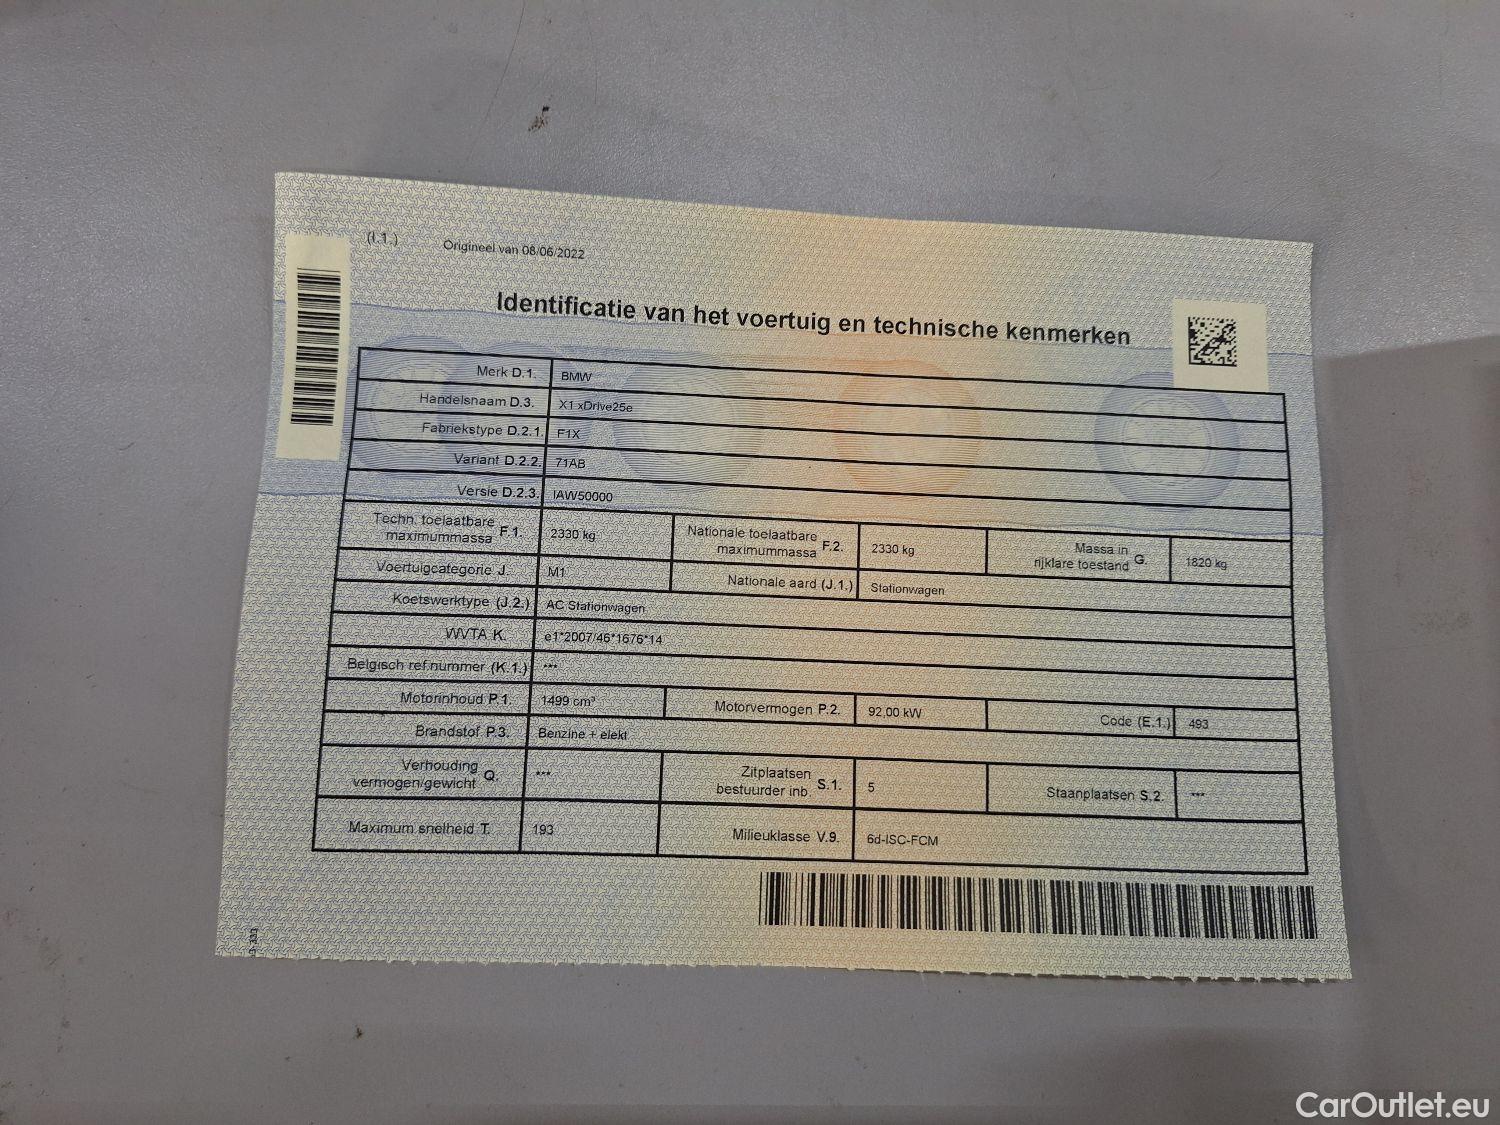 (I.1.) Origineel van 08/06/2022
Identificatie van het voertuig en technische kenmerken
Merk D.1. BMW
Handelsnaam D.3. X1 xDrive25e
Fabriekstype D.2.1. F1X
Variant D.2.2. 71AB
Versie D.2.3. IAW50000
Techn. toelaatbare maximummassa F.1. 2330 kg Nationale toelaatbare maximummassa F.2. 2330 kg Massa in rijklare toestand G. 1820 kg
Voertuigcategorie J. M1 Nationale aard (J.1.) Stationwagen
Koetswerktype (J.2.) AC Stationwagen
WVTA K. e1*2007/46*1676*14
Belgisch ref.nummer (K.1.) ***
Motorinhoud P.1. 1499 cm³ Motorvermogen P.2. 92,00 kW Code (E.1.) 493
Brandstof P.3. Benzine + elekt
Verhouding vermogen/gewicht Q. *** Zitplaatsen bestuurder inb. S.1. 5 Staanplaatsen S.2. ***
Maximum snelheid T. 193 Milieuklasse V.9. 6d-ISC-FCM
CarOutlet.eu